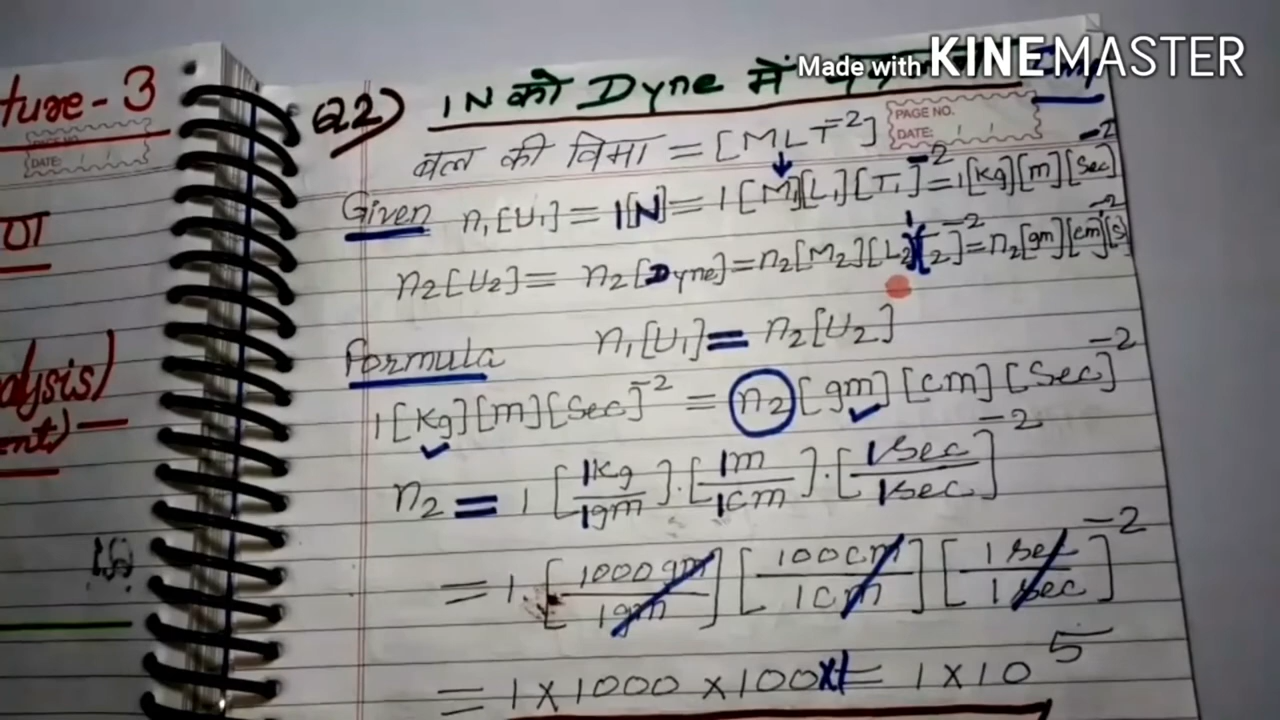 Made with KINEMASTER
ture-3
DATE:
ण
alysis)
ent)
Q2) 1N को Dyne में
Imp
PAGE NO.
DATE:
बल की विमा = [MLT⁻²]
Given n₁[U₁] = 1[N] = 1[M₁][L₁][T₁]⁻² = 1[Kg][m][Sec]⁻²
n₂[U₂] = n₂[Dyne] = n₂[M₂][L₂][T₂]⁻² = n₂[gm][cm][s]⁻²
Formula n₁[U₁] = n₂[U₂]
1[Kg][m][Sec]⁻² = n₂[gm][cm][Sec]⁻²
n₂ = 1 [1Kg/1gm].[1m/1cm].[1sec/1sec]⁻²
= 1.[1000gm/1gm][100cm/1cm][1sec/1sec]⁻²
= 1×1000×100×1 = 1×10⁵